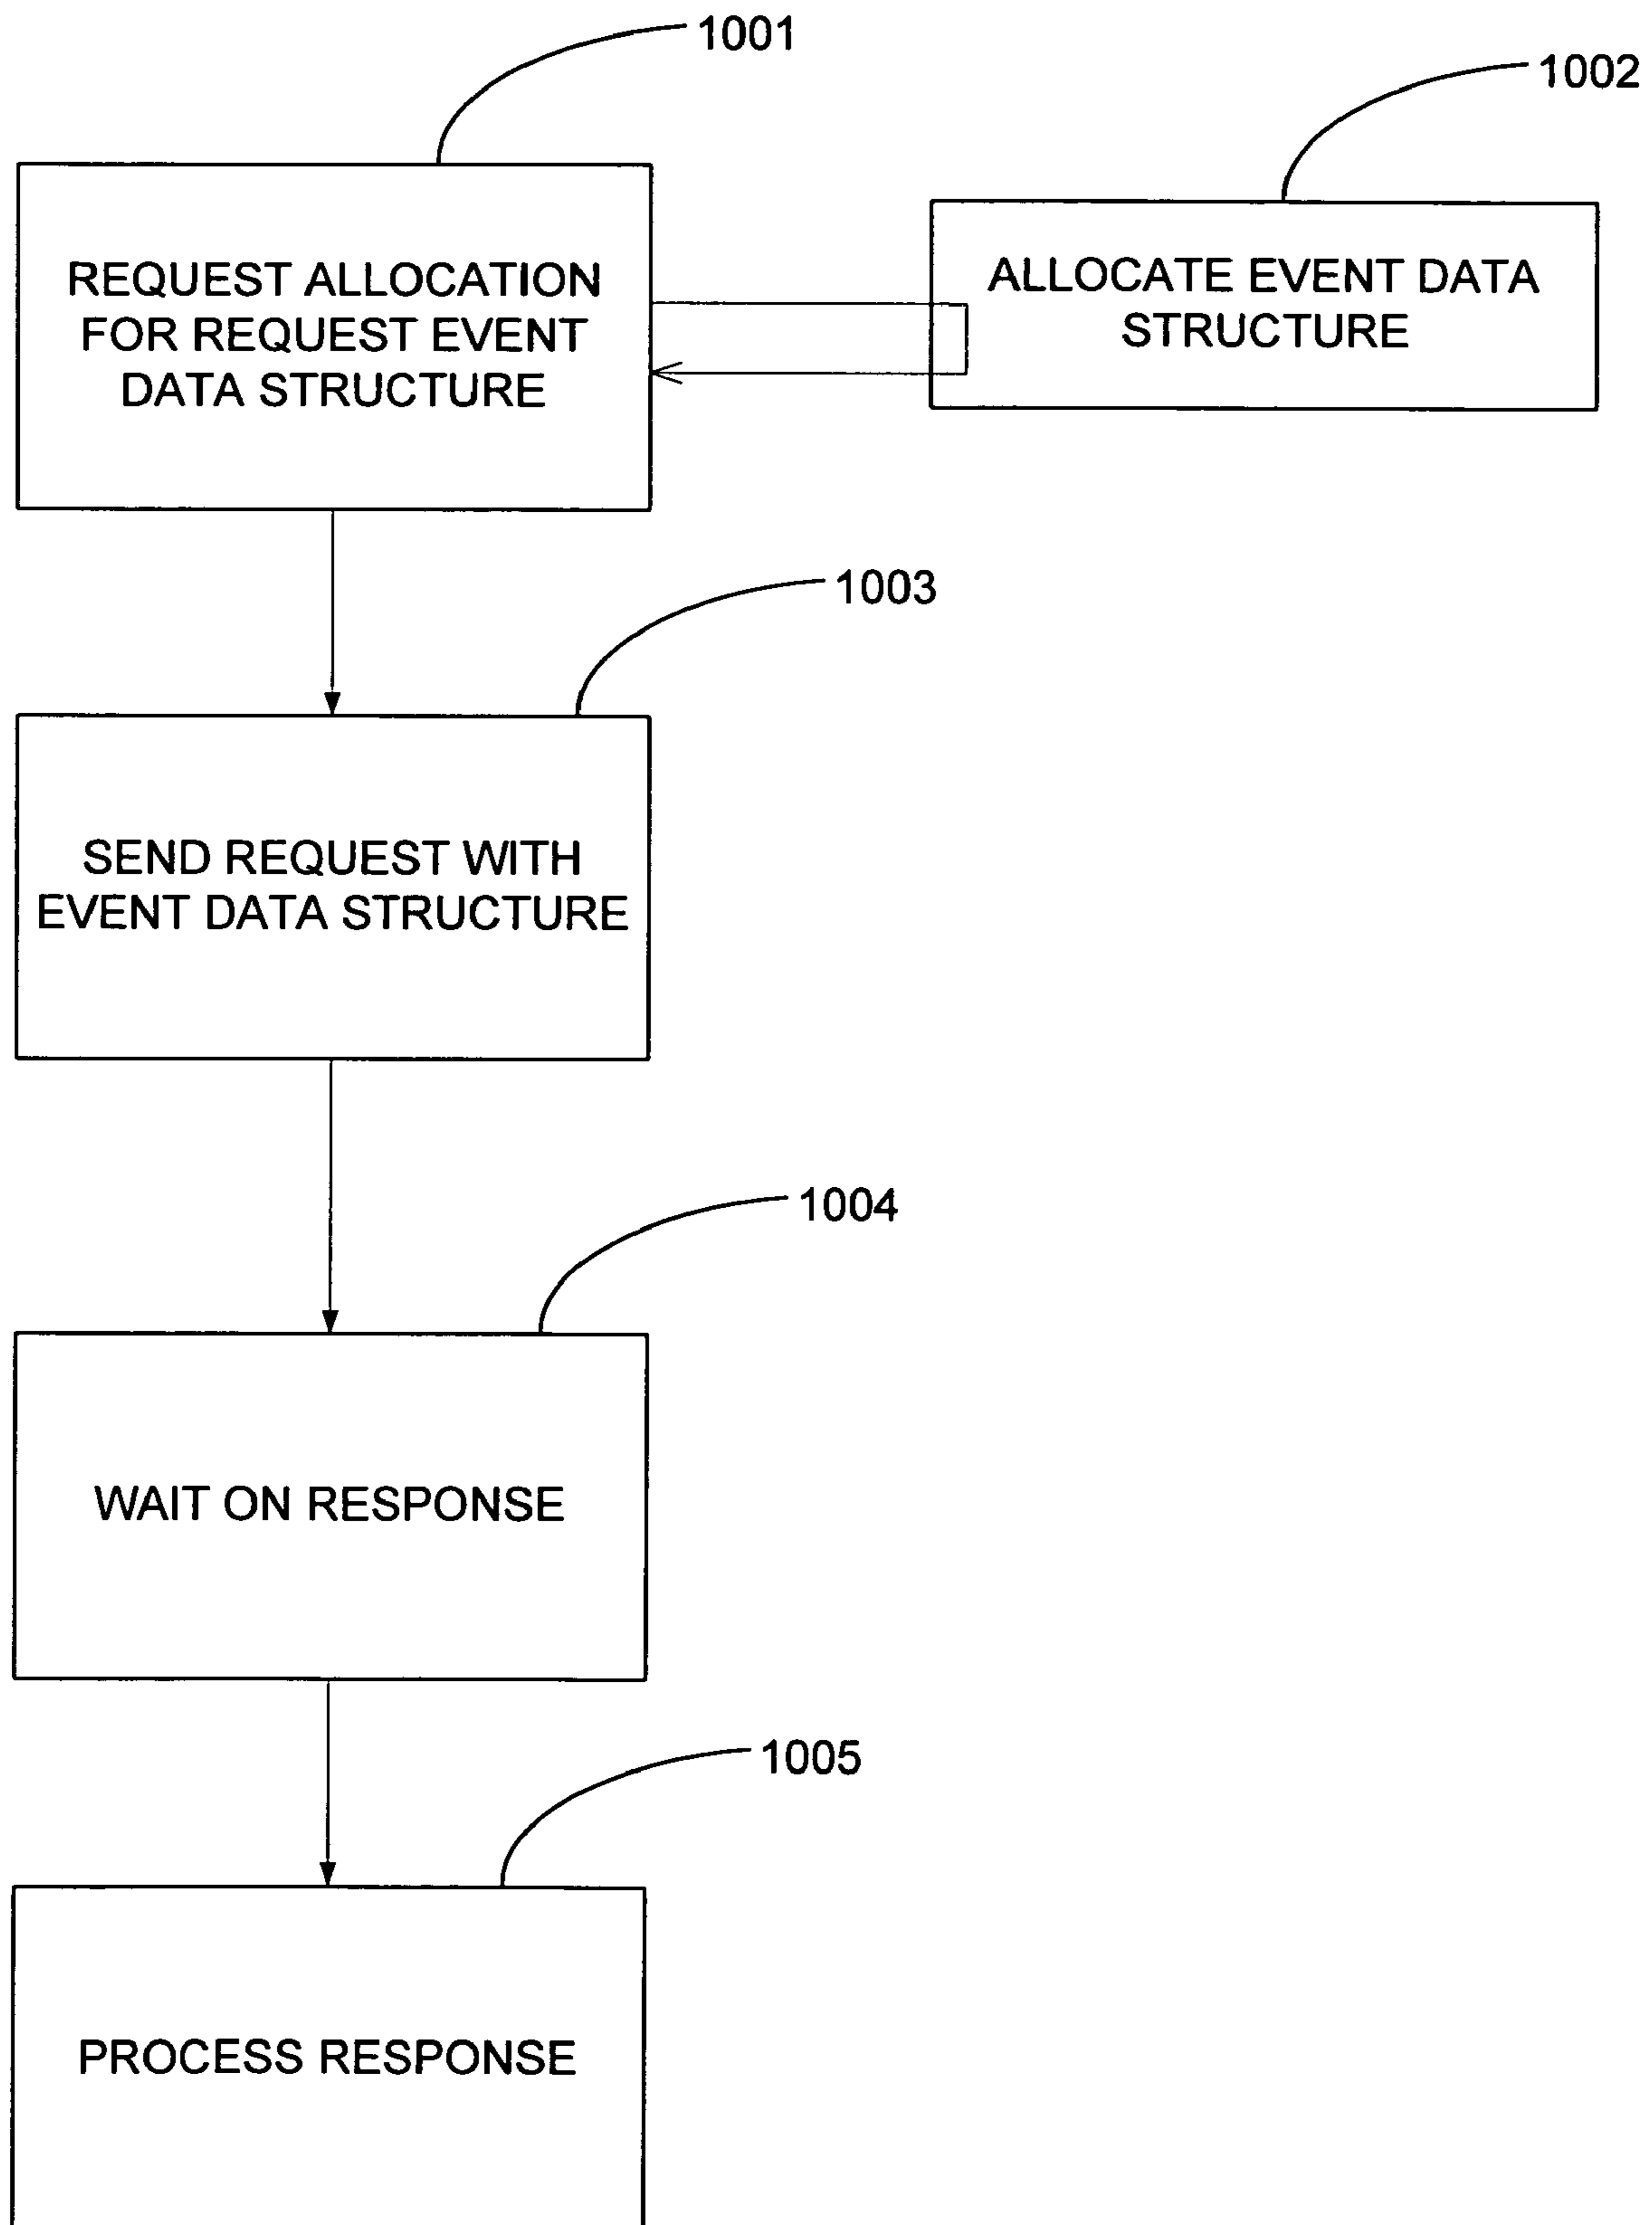 1001
1002
REQUEST ALLOCATION
FOR REQUEST EVENT
DATA STRUCTURE
ALLOCATE EVENT DATA
STRUCTURE
1003
SEND REQUEST WITH
EVENT DATA STRUCTURE
1004
WAIT ON RESPONSE
1005
PROCESS RESPONSE